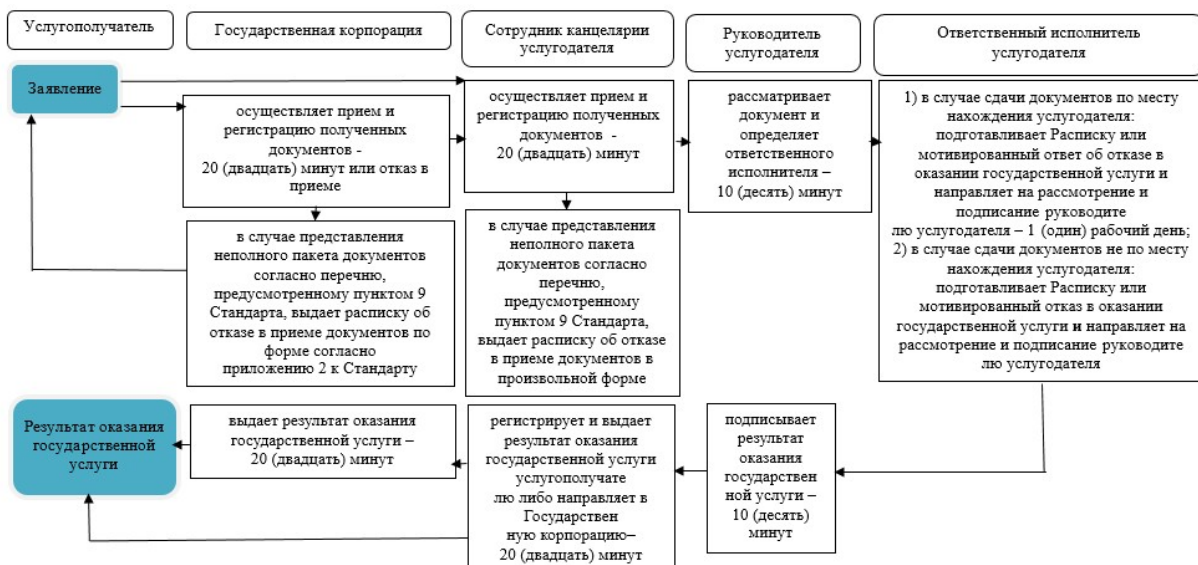 Услугополучатель
Государственная корпорация
Сотрудник канцелярии
услугодателя
Руководитель
услугодателя
Ответственный исполнитель
услугодателя
Заявление
осуществляет прием и
регистрацию полученных
документов -
20 (двадцать) минут или отказ в
приеме
осуществляет прием и
регистрацию полученных
документов -
20 (двадцать) минут
рассматривает
документ и
определяет
ответственного
исполнителя –
10 (десять) минут
1) в случае сдачи документов по месту
нахождения услугодателя:
подготавливает Расписку или
мотивированный ответ об отказе в
оказании государственной услуги и
направляет на рассмотрение и
подписание руководите
лю услугодателя – 1 (один) рабочий день;
2) в случае сдачи документов не по месту
нахождения услугодателя:
подготавливает Расписку или
мотивированный отказ в оказании
государственной услуги и направляет на
рассмотрение и подписание руководите
лю услугодателя
в случае представления
неполного пакета документов
согласно перечню,
предусмотренному пунктом 9
Стандарта, выдает расписку об
отказе в приеме документов по
форме согласно
приложению 2 к Стандарту
в случае представления
неполного пакета
документов согласно
перечню,
предусмотренному
пунктом 9 Стандарта,
выдает расписку об отказе
в приеме документов в
произвольной форме
Результат оказания
государственной
услуги
выдает результат оказания
государственной услуги –
20 (двадцать) минут
регистрирует и выдает
результат оказания
государственной услуги
услугополучате
лю либо направляет в
Государствен
ную корпорацию–
20 (двадцать) минут
подписывает
результат
оказания
государствен
ной услуги –
10 (десять)
минут